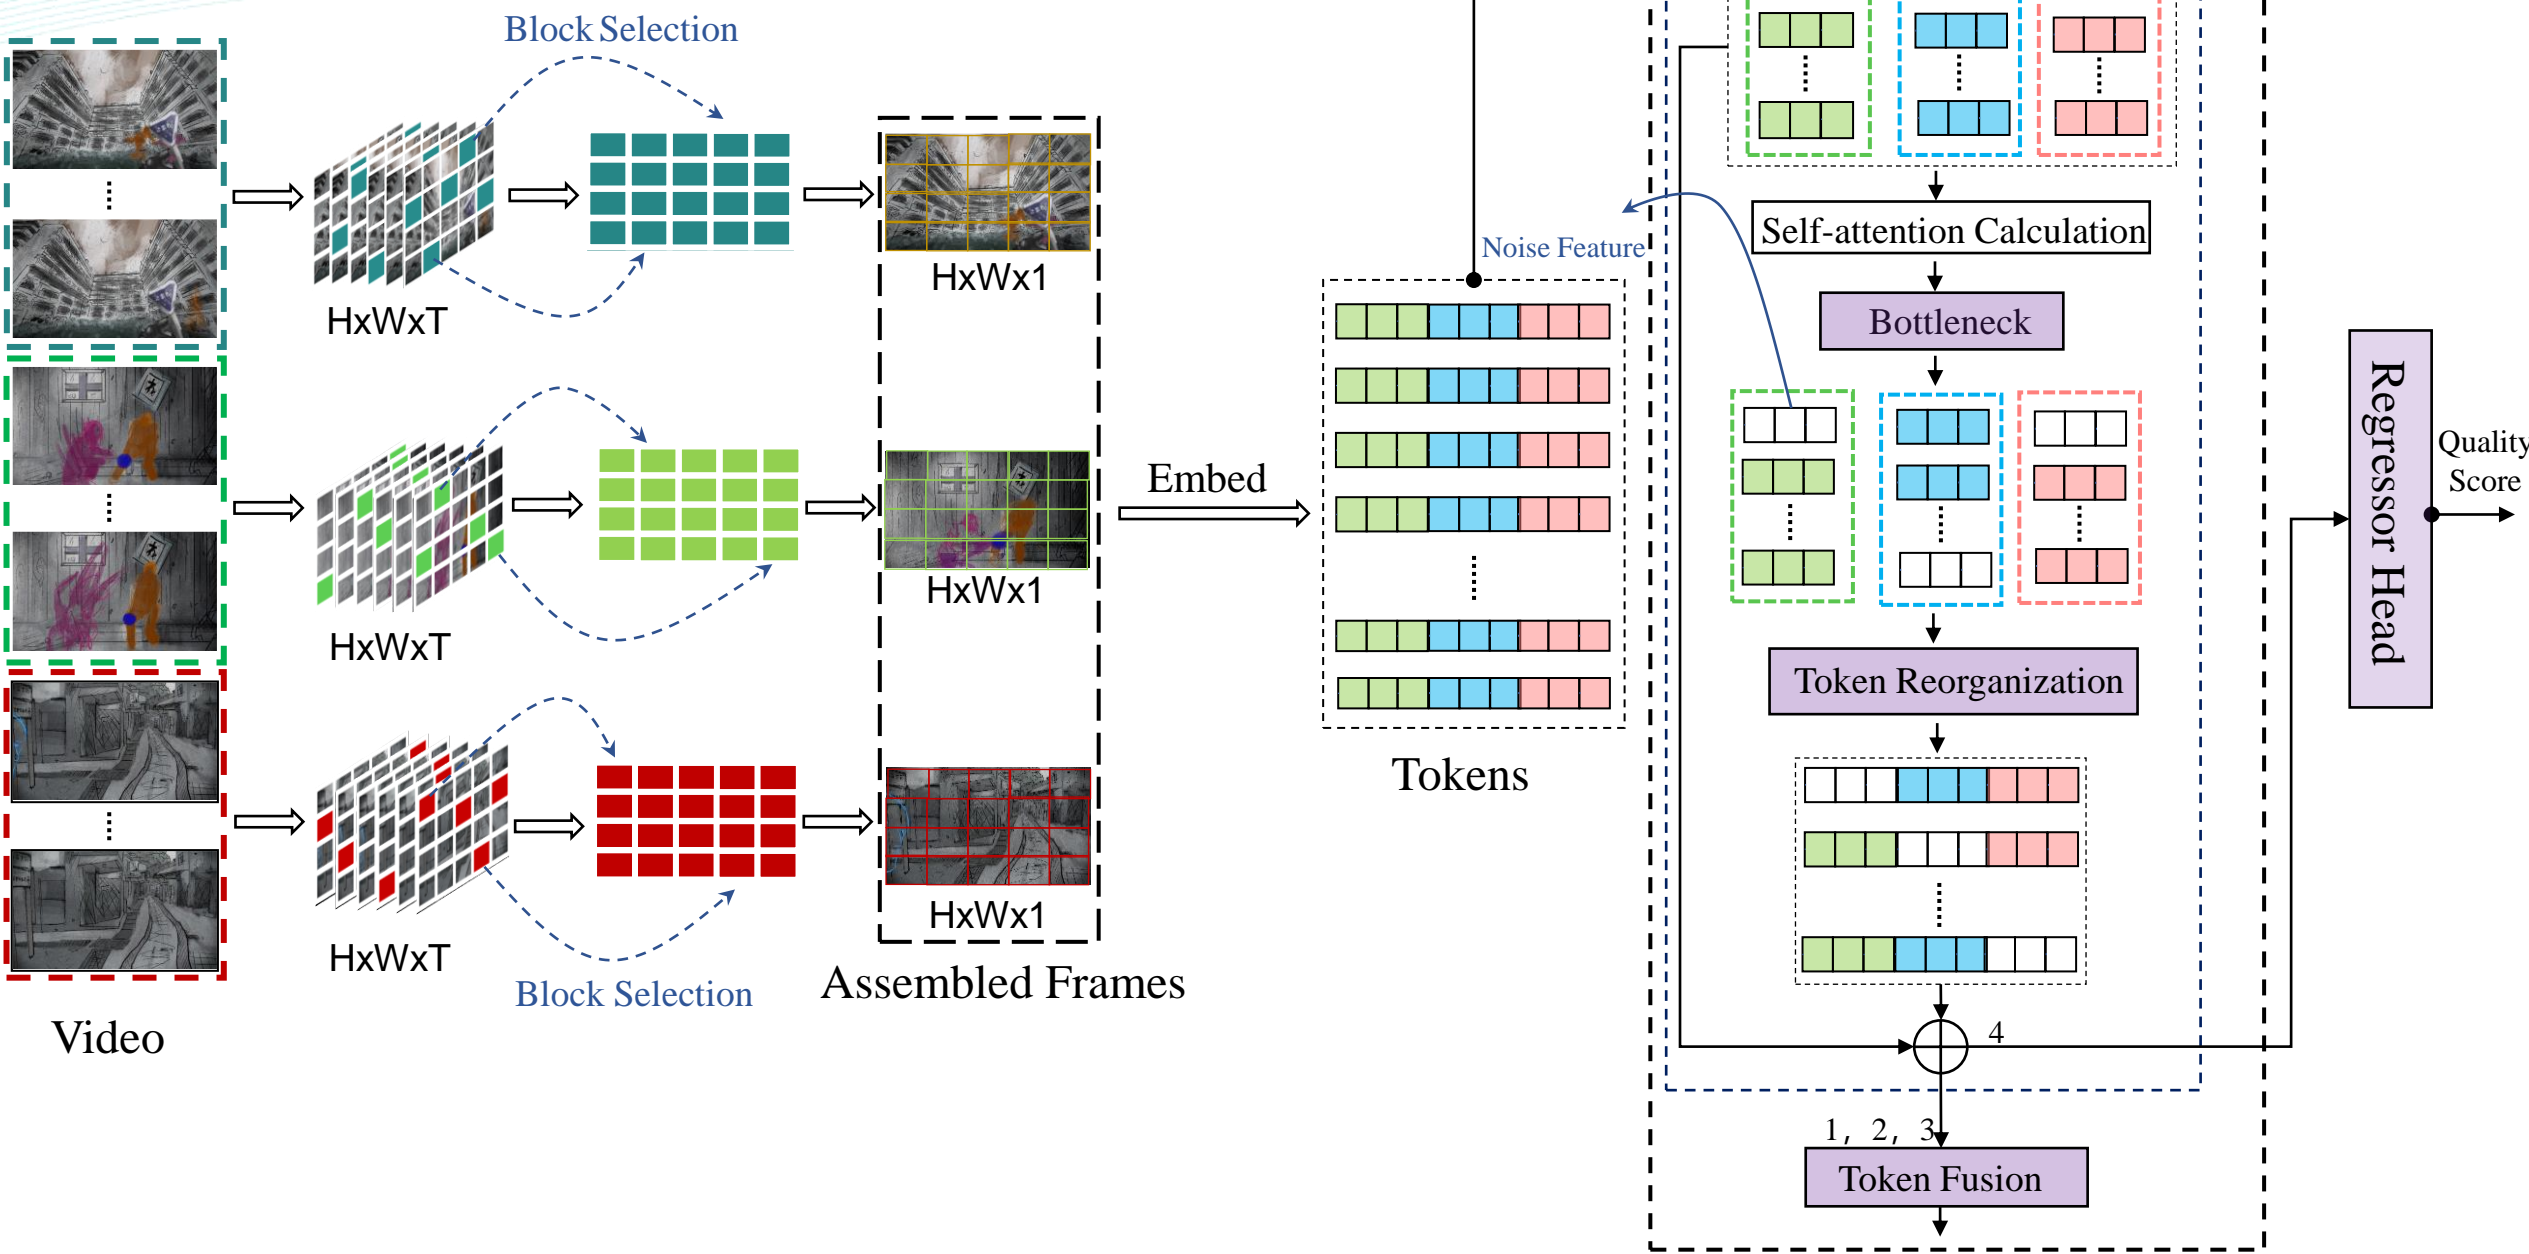 Block Selection
HxWxT
HxWx1
HxWxT
HxWx1
HxWxT
HxWx1
Block Selection
Video
Assembled Frames
Embed
Tokens
Noise Feature
Self-attention Calculation
Bottleneck
Token Reorganization
4
1, 2, 3
Token Fusion
Regressor Head
Quality
Score